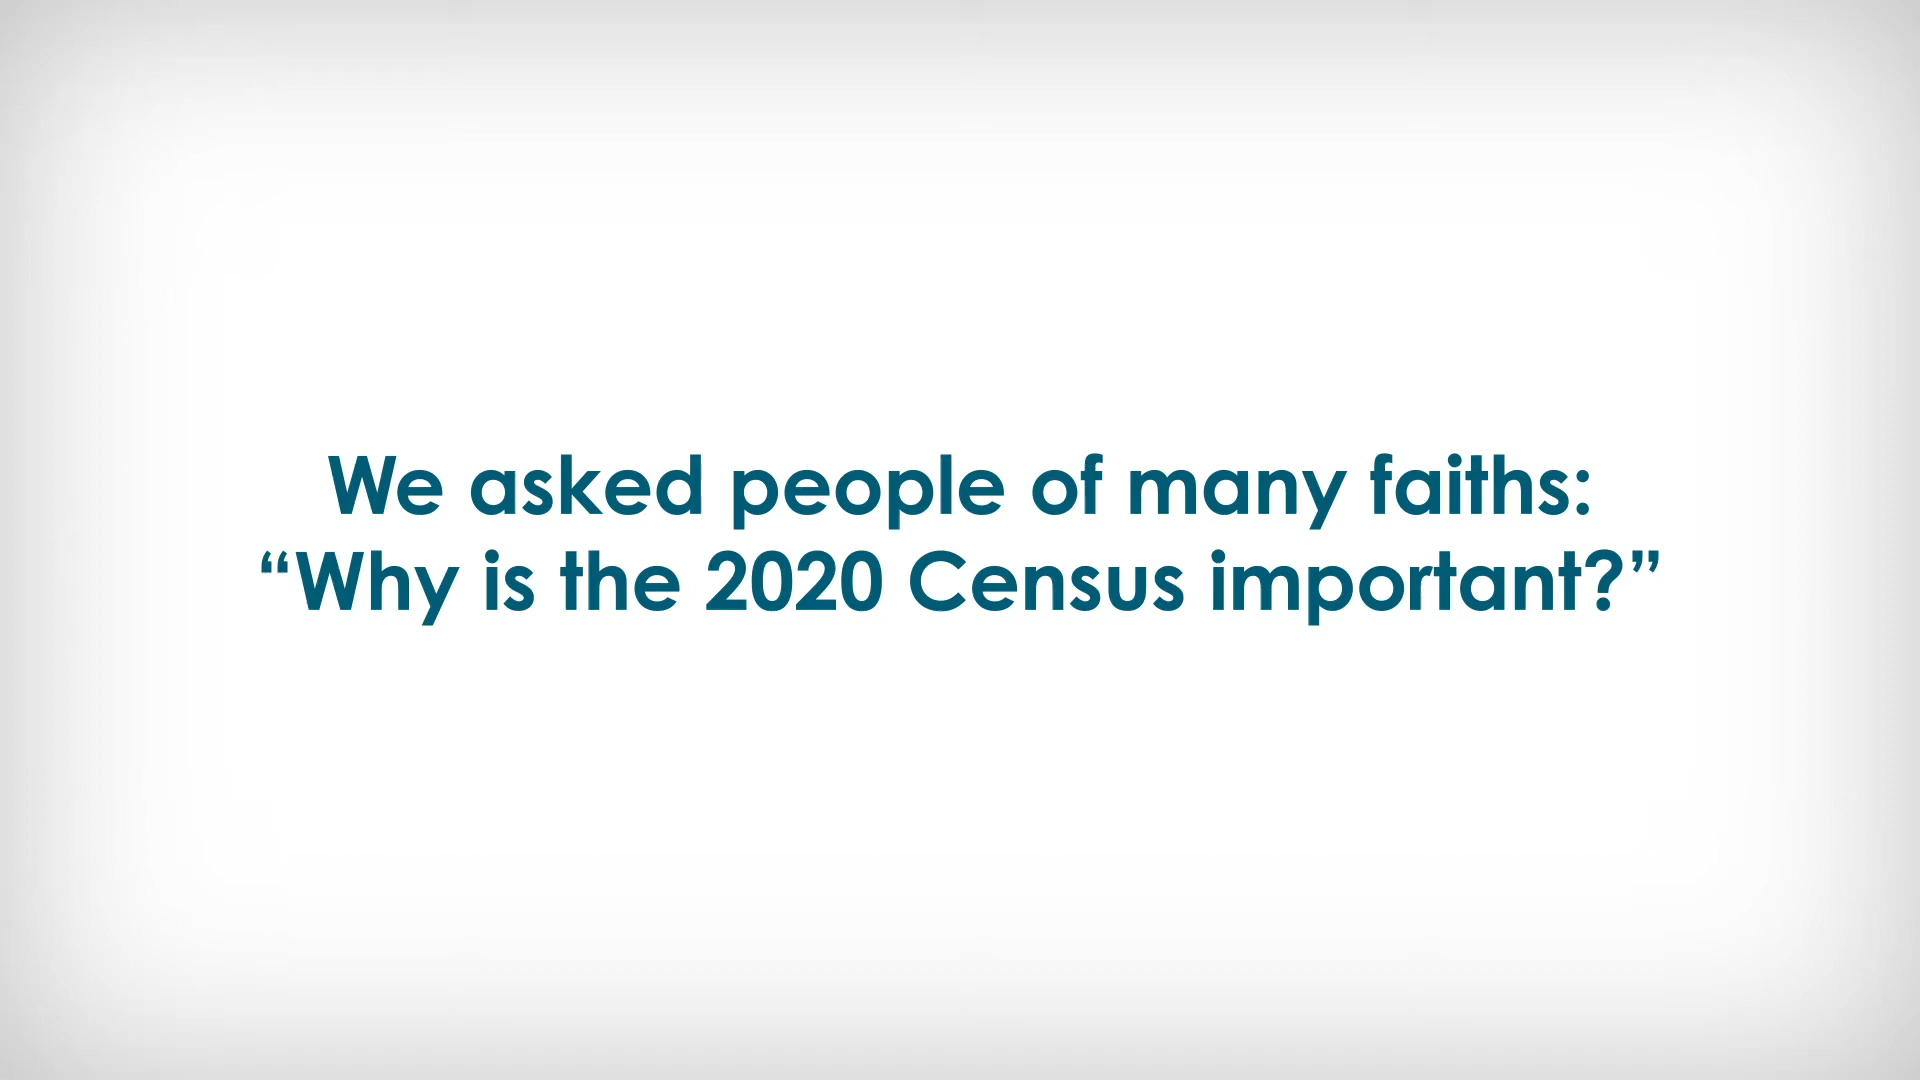 We asked people of many faiths:
“Why is the 2020 Census important?”